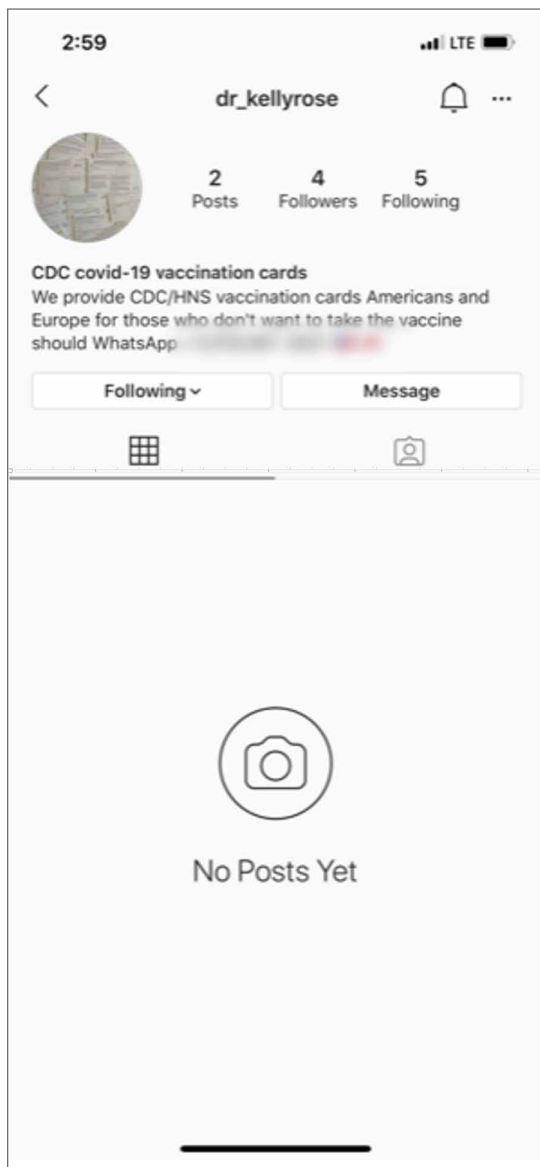 2:59
LTE
dr_kellyrose
2 4 5
Posts Followers Following
CDC covid-19 vaccination cards
We provide CDC/HNS vaccination cards Americans and
Europe for those who don't want to take the vaccine
should WhatsApp
Following
Message
No Posts Yet